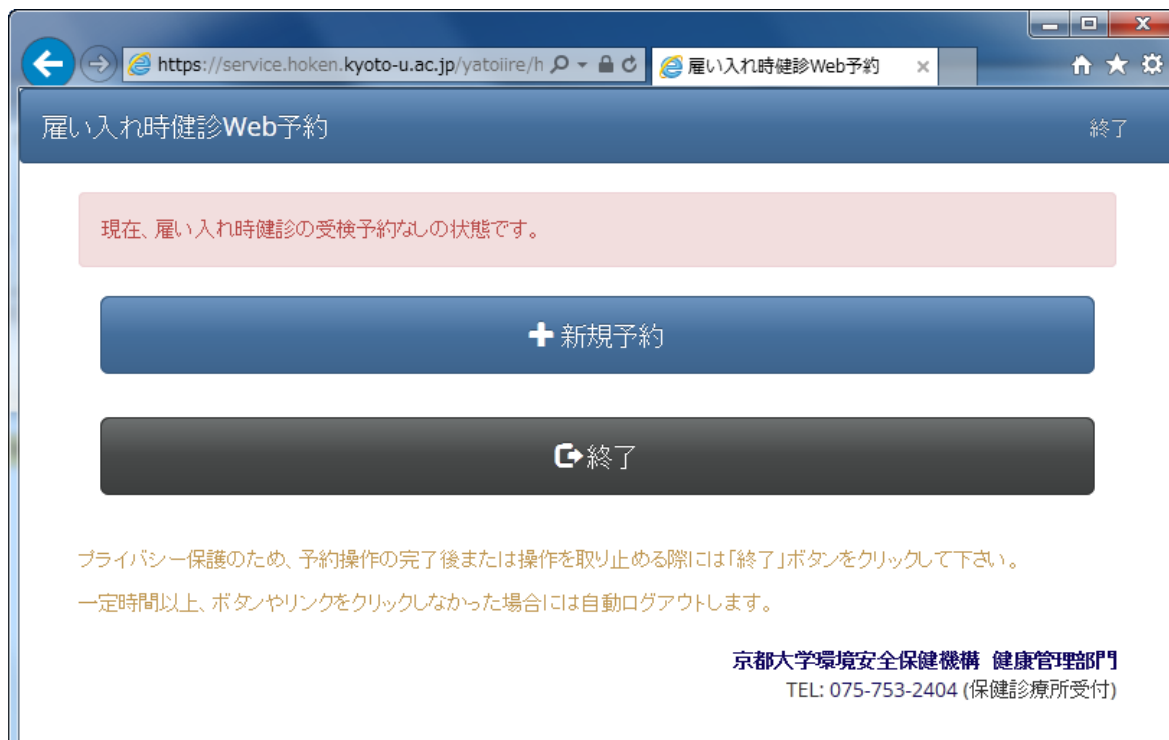 https://service.hoken.kyoto-u.ac.jp/yatoiire/h
雇い入れ時健診Web予約
雇い入れ時健診Web予約
終了
現在、雇い入れ時健診の受検予約なしの状態です。
新規予約
終了
プライバシー保護のため、予約操作の完了後または操作を取り止める際には「終了」ボタンをクリックして下さい。
一定時間以上、ボタンやリンクをクリックしなかった場合には自動ログアウトします。
京都大学環境安全保健機構 健康管理部門
TEL: 075-753-2404 (保健診療所受付)